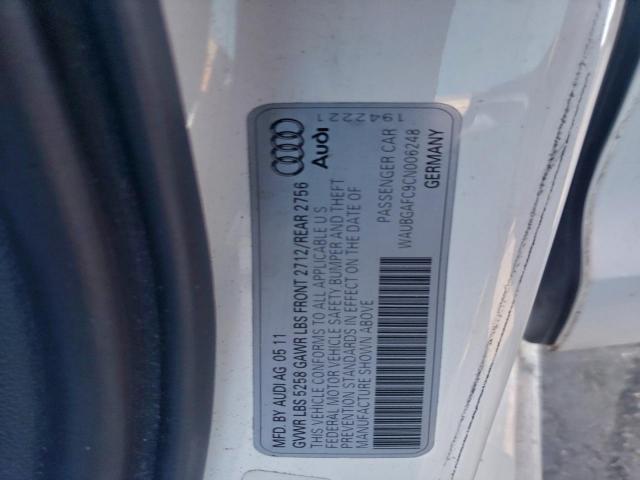 1942221
Audi
MFD. BY AUDI AG 05 11
GVWR LBS 5258 GAWR LBS FRONT 2712/REAR 2756
THIS VEHICLE CONFORMS TO ALL APPLICABLE U.S
FEDERAL MOTOR VEHICLE SAFETY BUMPER AND THEFT
PREVENTION STANDARDS IN EFFECT ON THE DATE OF
MANUFACTURE SHOWN ABOVE
PASSENGER CAR
WAUBGAFC9CN006248
GERMANY